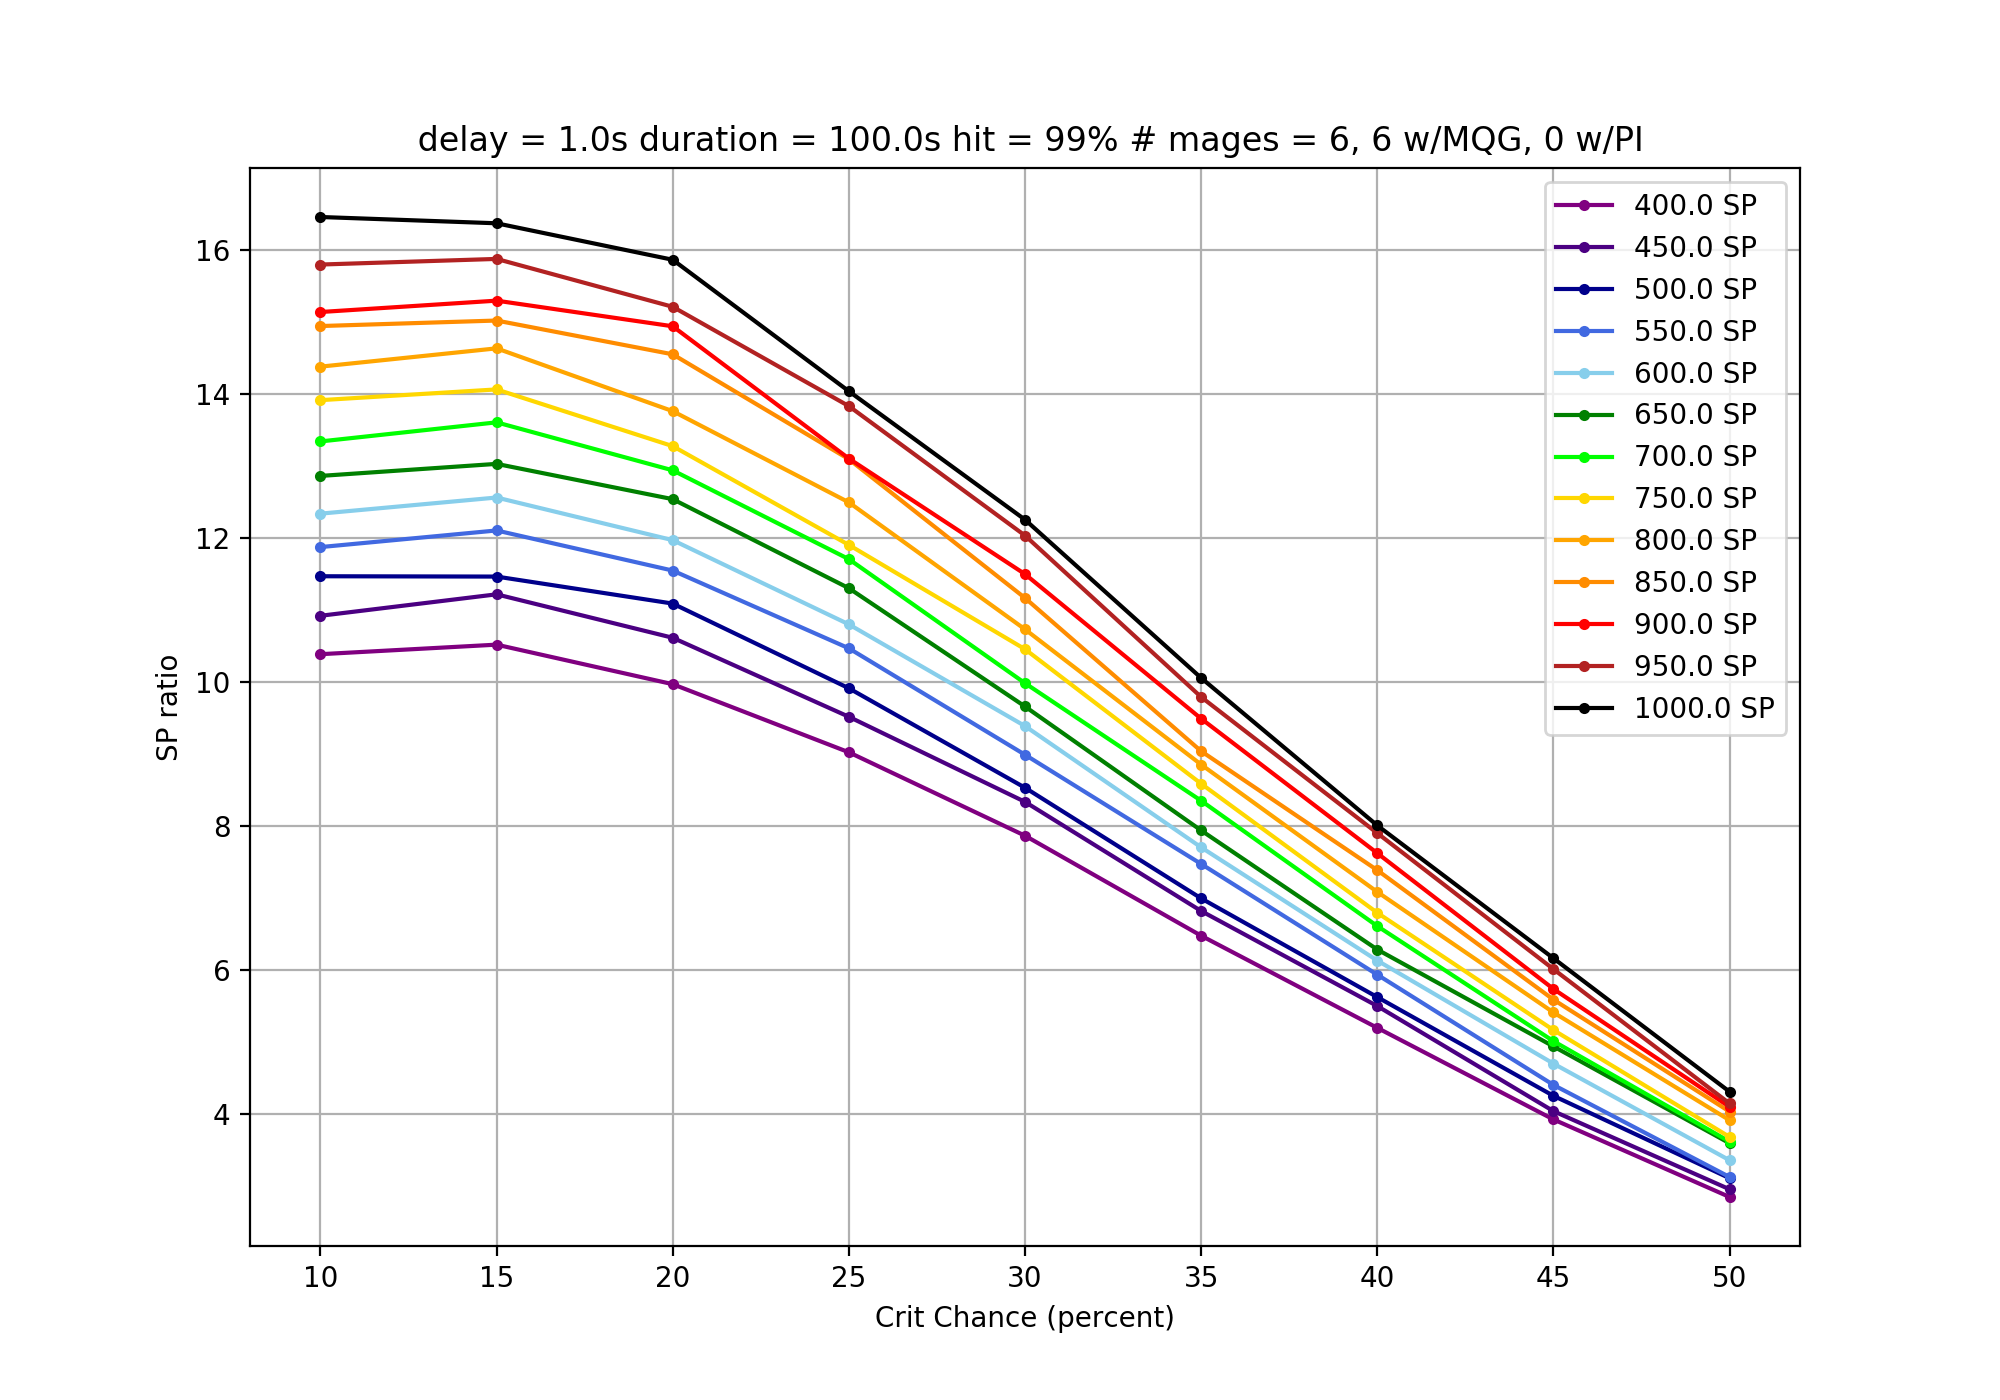 delay = 1.0s duration = 100.0s hit = 99% # mages = 6, 6 w/MQG, 0 w/PI
400.0 SP
450.0 SP
500.0 SP
550.0 SP
600.0 SP
650.0 SP
700.0 SP
750.0 SP
800.0 SP
850.0 SP
900.0 SP
950.0 SP
1000.0 SP
16
14
12
10
8
6
4
SP ratio
10 15 20 25 30 35 40 45 50
Crit Chance (percent)